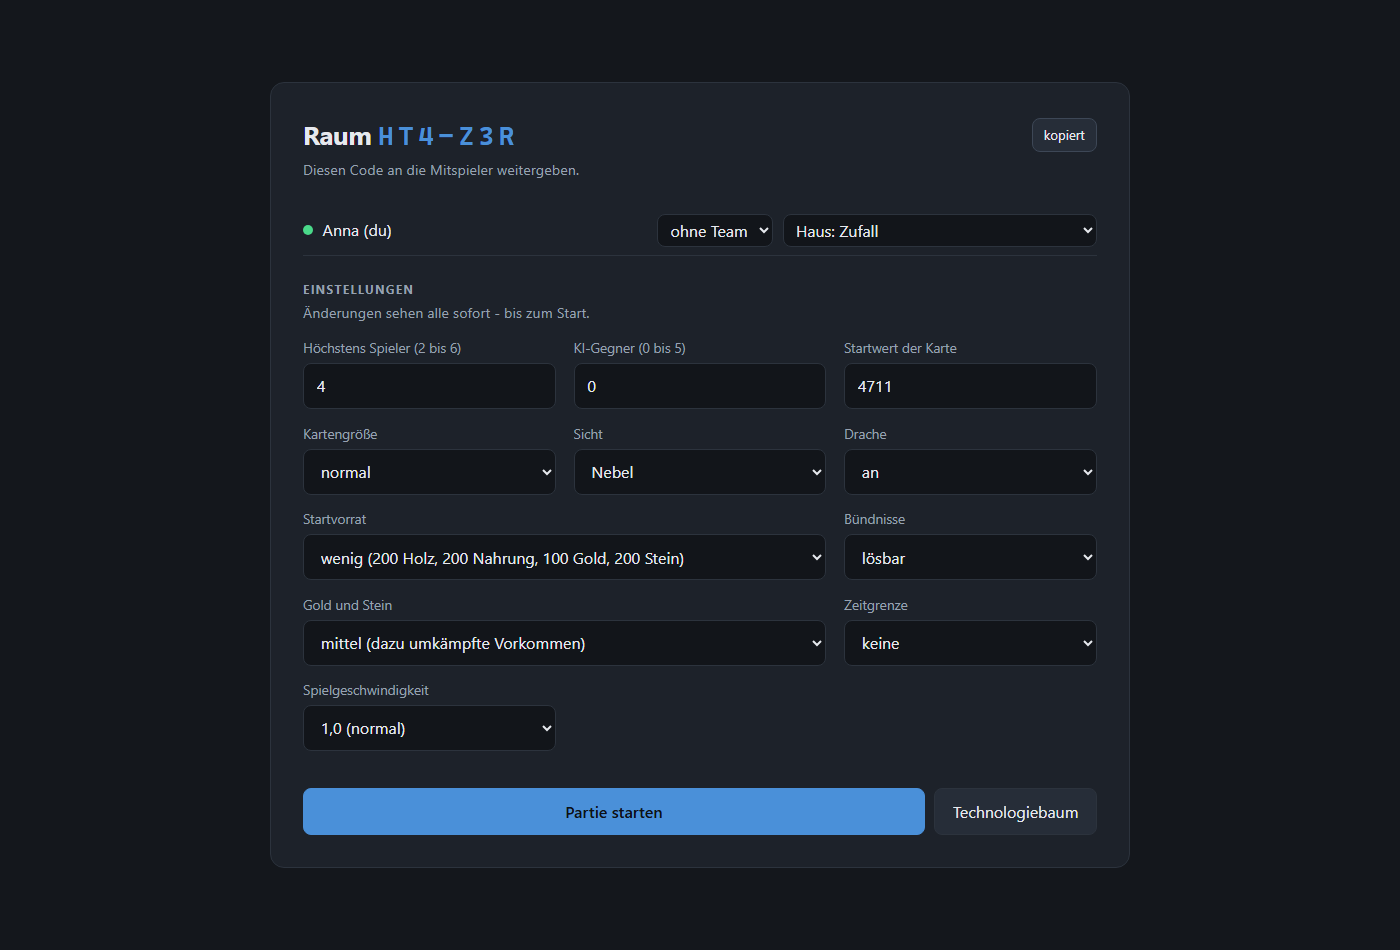 Raum HT4-Z3R
kopiert
Diesen Code an die Mitspieler weitergeben.
Anna (du)
ohne Team
Haus: Zufall
EINSTELLUNGEN
Änderungen sehen alle sofort - bis zum Start.
Höchstens Spieler (2 bis 6)
KI-Gegner (0 bis 5)
Startwert der Karte
4
0
4711
Kartengröße
Sicht
Drache
normal
Nebel
an
Startvorrat
Bündnisse
wenig (200 Holz, 200 Nahrung, 100 Gold, 200 Stein)
lösbar
Gold und Stein
Zeitgrenze
mittel (dazu umkämpfte Vorkommen)
keine
Spielgeschwindigkeit
1,0 (normal)
Partie starten
Technologiebaum